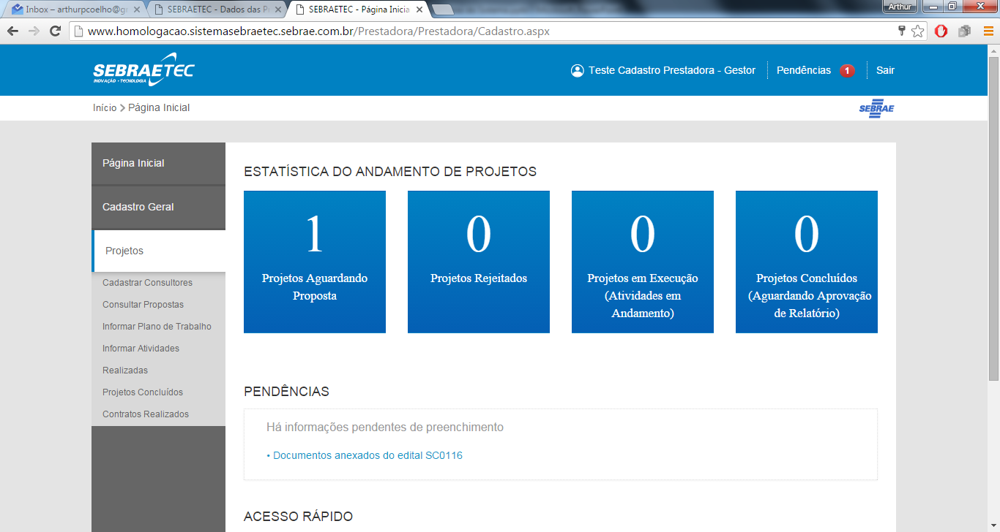 Inbox – arthurpcoelho@g
SEBRAETEC - Dados das P
SEBRAETEC - Página Inicia
Arthur
www.homologacao.sistemasebraetec.sebrae.com.br/Prestadora/Prestadora/Cadastro.aspx
SEBRAETEC
INOVAÇÃO • TECNOLOGIA
Teste Cadastro Prestadora - Gestor
Pendências 1
Sair
Início > Página Inicial
SEBRAE
Página Inicial
Cadastro Geral
Projetos
Cadastrar Consultores
Consultar Propostas
Informar Plano de Trabalho
Informar Atividades
Realizadas
Projetos Concluídos
Contratos Realizados
ESTATÍSTICA DO ANDAMENTO DE PROJETOS
1
Projetos Aguardando
Proposta
0
Projetos Rejeitados
0
Projetos em Execução
(Atividades em
Andamento)
0
Projetos Concluídos
(Aguardando Aprovação
de Relatório)
PENDÊNCIAS
Há informações pendentes de preenchimento
• Documentos anexados do edital SC0116
ACESSO RÁPIDO